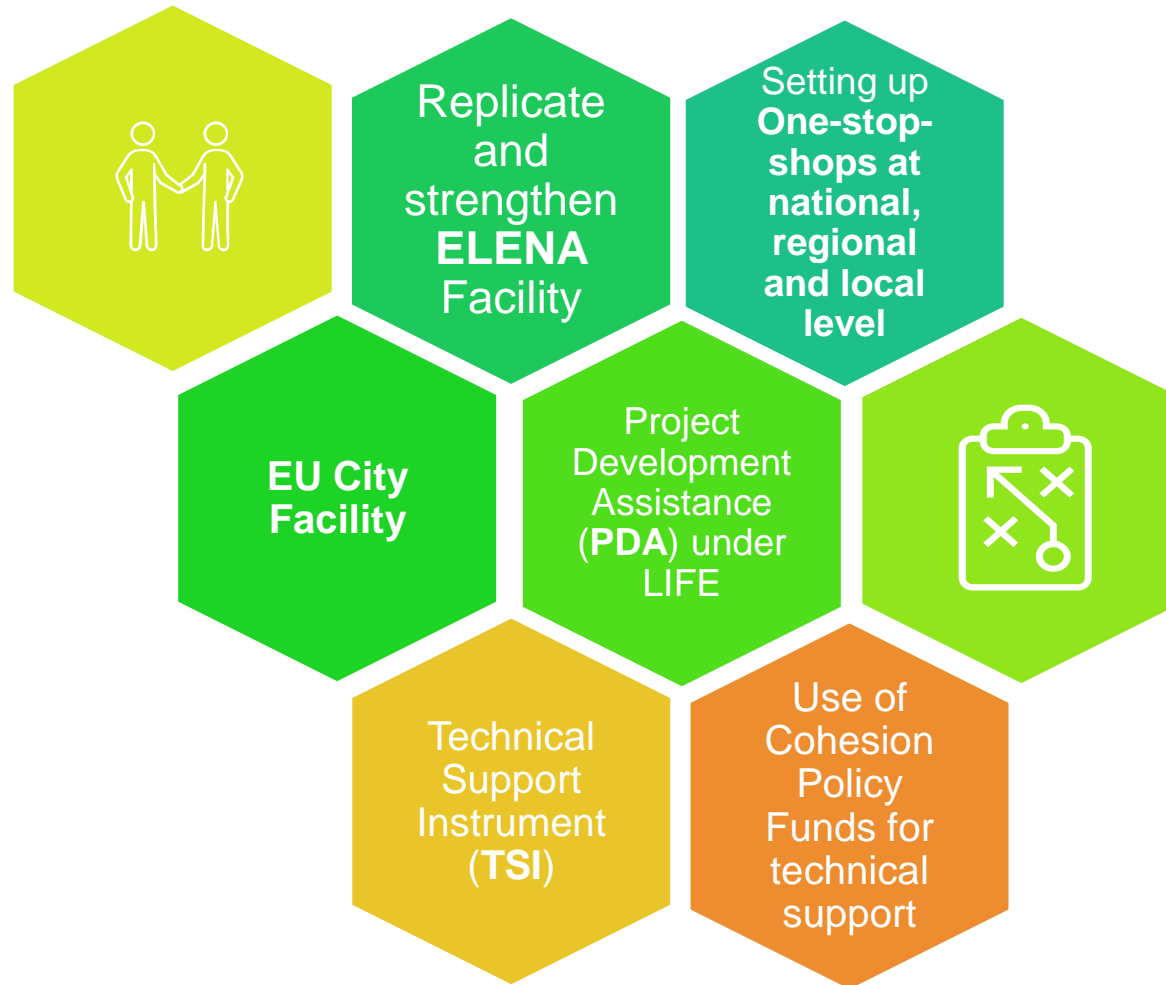 Replicate
and
strengthen
ELENA
Facility
Setting up
One-stop-
shops at
national,
regional
and local
level
EU City
Facility
Project
Development
Assistance
(PDA) under
LIFE
Technical
Support
Instrument
(TSI)
Use of
Cohesion
Policy
Funds for
technical
support